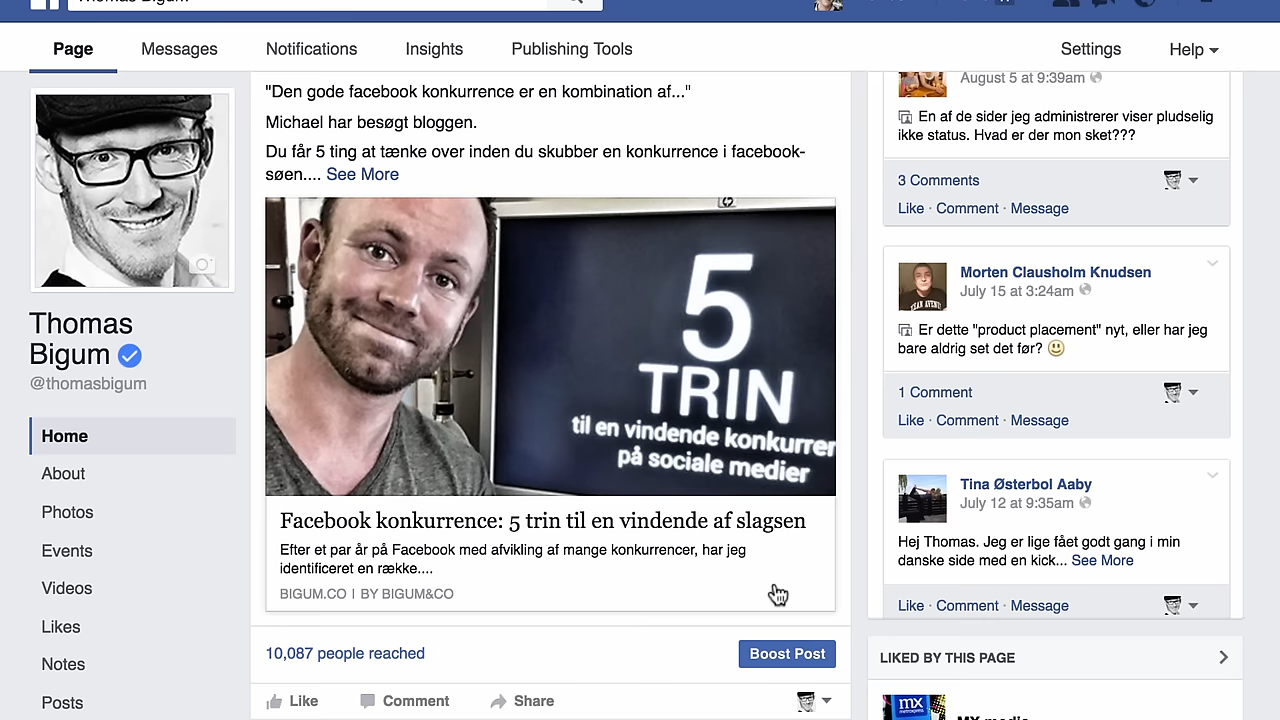 Page
Messages
Notifications
Insights
Publishing Tools
Settings
Help
Thomas
Bigum
@thomasbigum
Home
About
Photos
Events
Videos
Likes
Notes
Posts
"Den gode facebook konkurrence er en kombination af..."
Michael har besøgt bloggen.
Du får 5 ting at tænke over inden du skubber en konkurrence i facebook-
søen.... See More
5
TRIN
til en vindende konkurrer
på sociale medier
Facebook konkurrence: 5 trin til en vindende af slagsen
Efter et par år på Facebook med afvikling af mange konkurrencer, har jeg
identificeret en række....
BIGUM.CO | BY BIGUM&CO
10,087 people reached
Boost Post
Like
Comment
Share
August 5 at 9:39am
En af de sider jeg administrerer viser pludselig
ikke status. Hvad er der mon sket???
3 Comments
Like · Comment · Message
Morten Clausholm Knudsen
July 15 at 3:24am
Er dette "product placement" nyt, eller har jeg
bare aldrig set det før? 😃
1 Comment
Like · Comment · Message
Tina Østerbol Aaby
July 12 at 9:35am
Hej Thomas. Jeg er lige fået godt gang i min
danske side med en kick... See More
Like · Comment · Message
LIKED BY THIS PAGE
mx